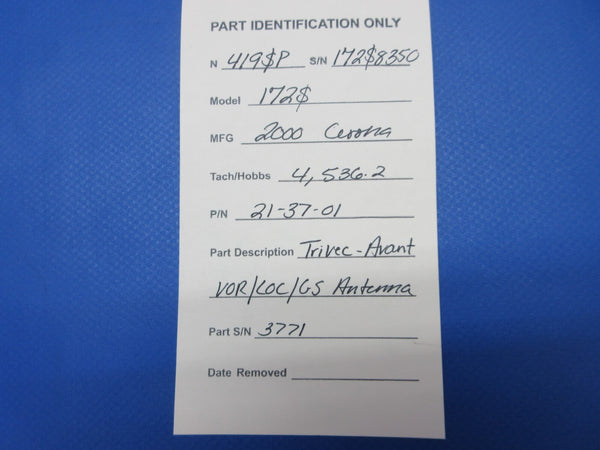 PART IDENTIFICATION ONLY
N 419$P S/N 172$8350
Model 172$
MFG 2000 Cessna
Tach/Hobbs 4,536.2
P/N 21-37-01
Part Description Trivec-Avant
VOR/LOC/GS Antenna
Part S/N 3771
Date Removed